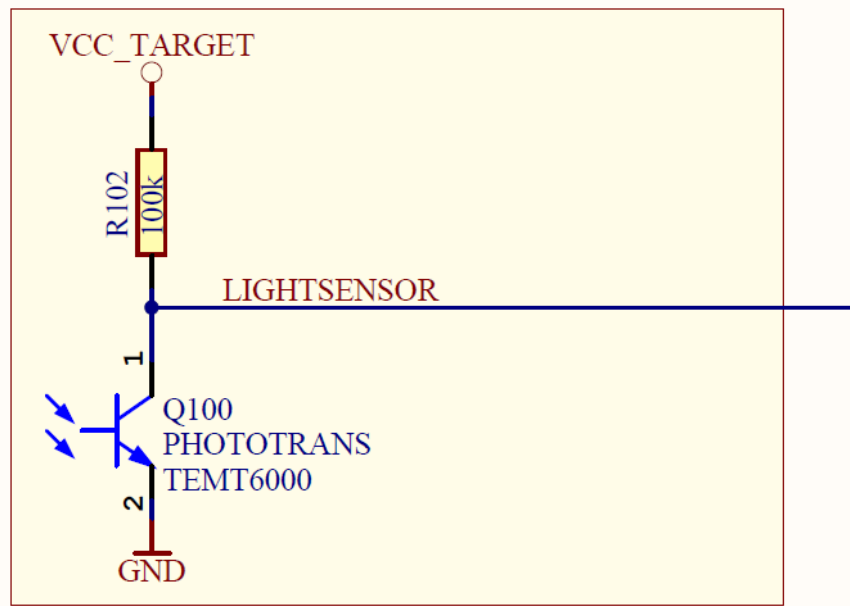 VCC_TARGET
R102
100k
LIGHTSENSOR
1
Q100
PHOTOTRANS
TEMT6000
2
GND